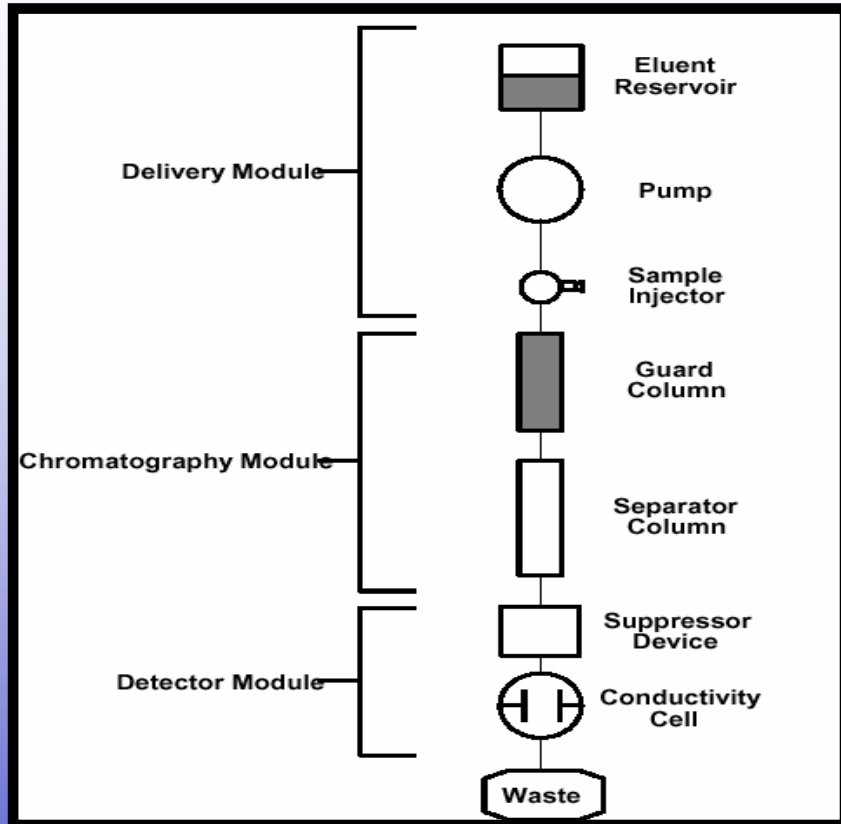 Eluent
Reservoir
Delivery Module
Pump
Sample
Injector
Guard
Column
Chromatography Module
Separator
Column
Suppressor
Device
Detector Module
Conductivity
Cell
Waste